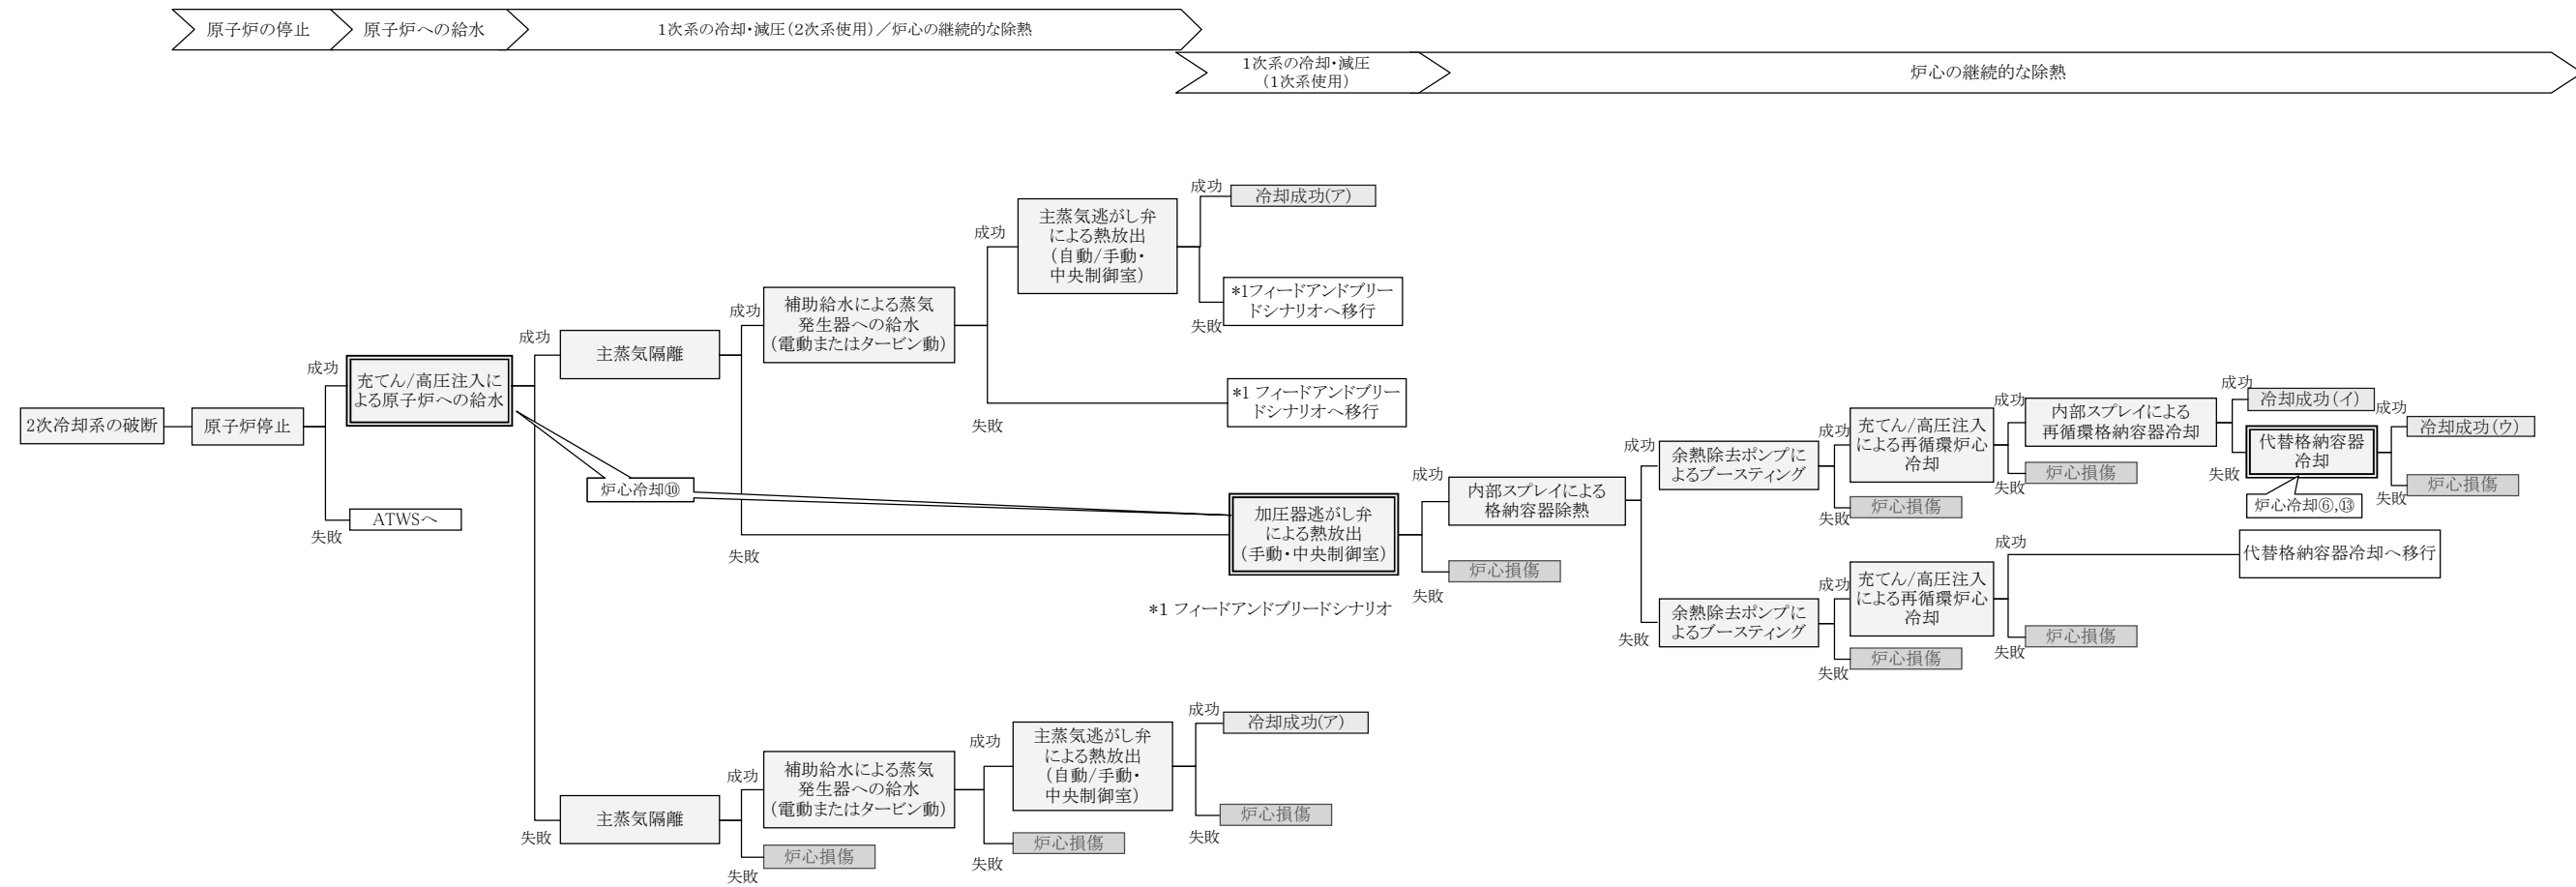 原子炉の停止
原子炉への給水
1次系の冷却・減圧（2次系使用）／炉心の継続的な除熱
1次系の冷却・減圧
（1次系使用）
炉心の継続的な除熱
2次冷却系の破断
原子炉停止
成功
失敗
ATWSへ
充てん/高圧注入に
よる原子炉への給水
炉心冷却⑩
成功
失敗
主蒸気隔離
成功
失敗
補助給水による蒸気
発生器への給水
（電動またはタービン動）
成功
失敗
主蒸気逃がし弁
による熱放出
（自動/手動・
中央制御室）
成功
失敗
冷却成功(ア)
*1フィードアンドブリー
ドシナリオへ移行
*1 フィードアンドブリー
ドシナリオへ移行
加圧器逃がし弁
による熱放出
（手動・中央制御室）
*1 フィードアンドブリードシナリオ
成功
失敗
内部スプレイによる
格納容器除熱
炉心損傷
成功
失敗
余熱除去ポンプに
よるブースティング
成功
失敗
充てん/高圧注入
による再循環炉心
冷却
炉心損傷
成功
失敗
内部スプレイによる
再循環格納容器冷却
炉心損傷
成功
失敗
冷却成功（イ）
代替格納容器
冷却
炉心冷却⑥,⑬
成功
失敗
冷却成功（ウ）
炉心損傷
余熱除去ポンプに
よるブースティング
成功
失敗
充てん/高圧注入
による再循環炉心
冷却
炉心損傷
成功
失敗
代替格納容器冷却へ移行
炉心損傷
主蒸気隔離
成功
失敗
補助給水による蒸気
発生器への給水
（電動またはタービン動）
炉心損傷
成功
失敗
主蒸気逃がし弁
による熱放出
（自動/手動・
中央制御室）
炉心損傷
成功
失敗
冷却成功(ア)
炉心損傷